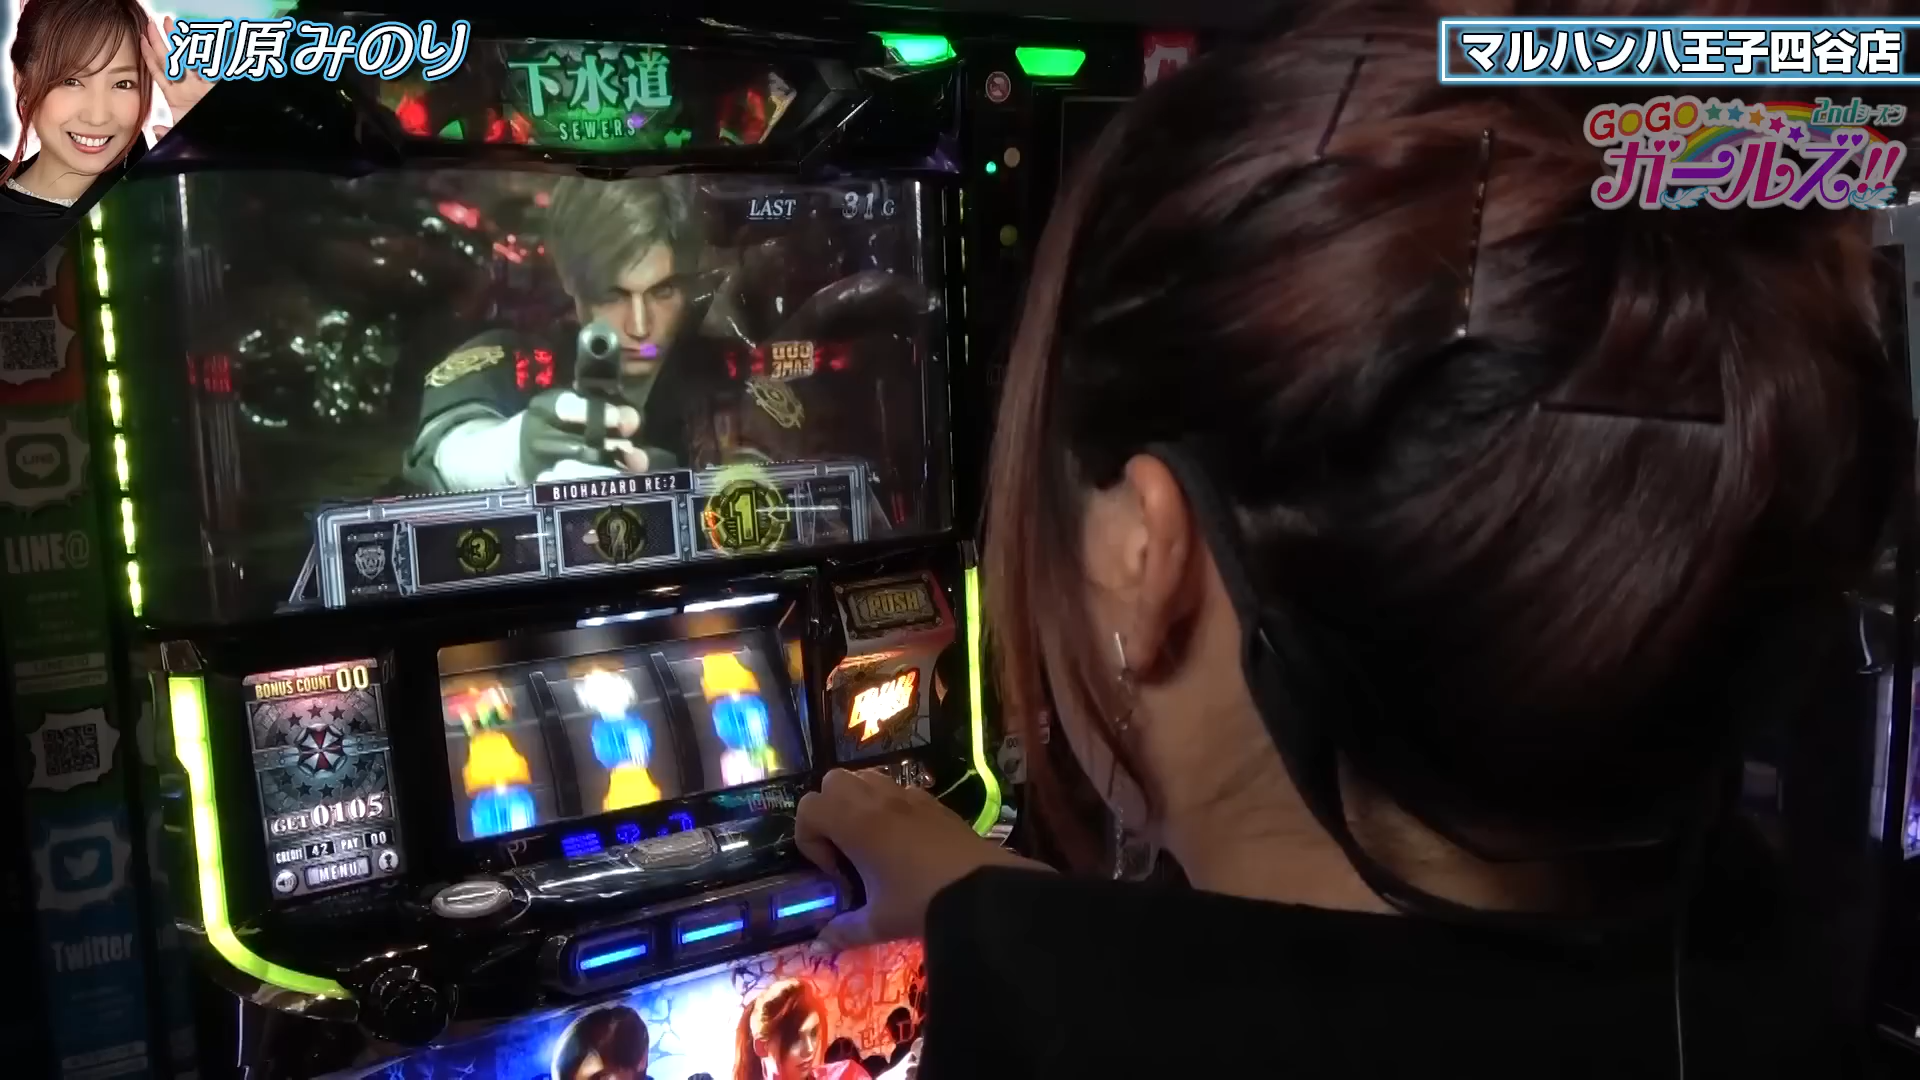 河原みのり
マルハン八王子四谷店
GOGO
2ndシーズン
ガールズ!!
下水道
SEWERS
LAST 31G
BIOHAZARD RE:2
3
2
1
LINE@
PUSH
BONUS COUNT 00
GET 0105
CREDIT 42 PAY 00
MENU
Twitter